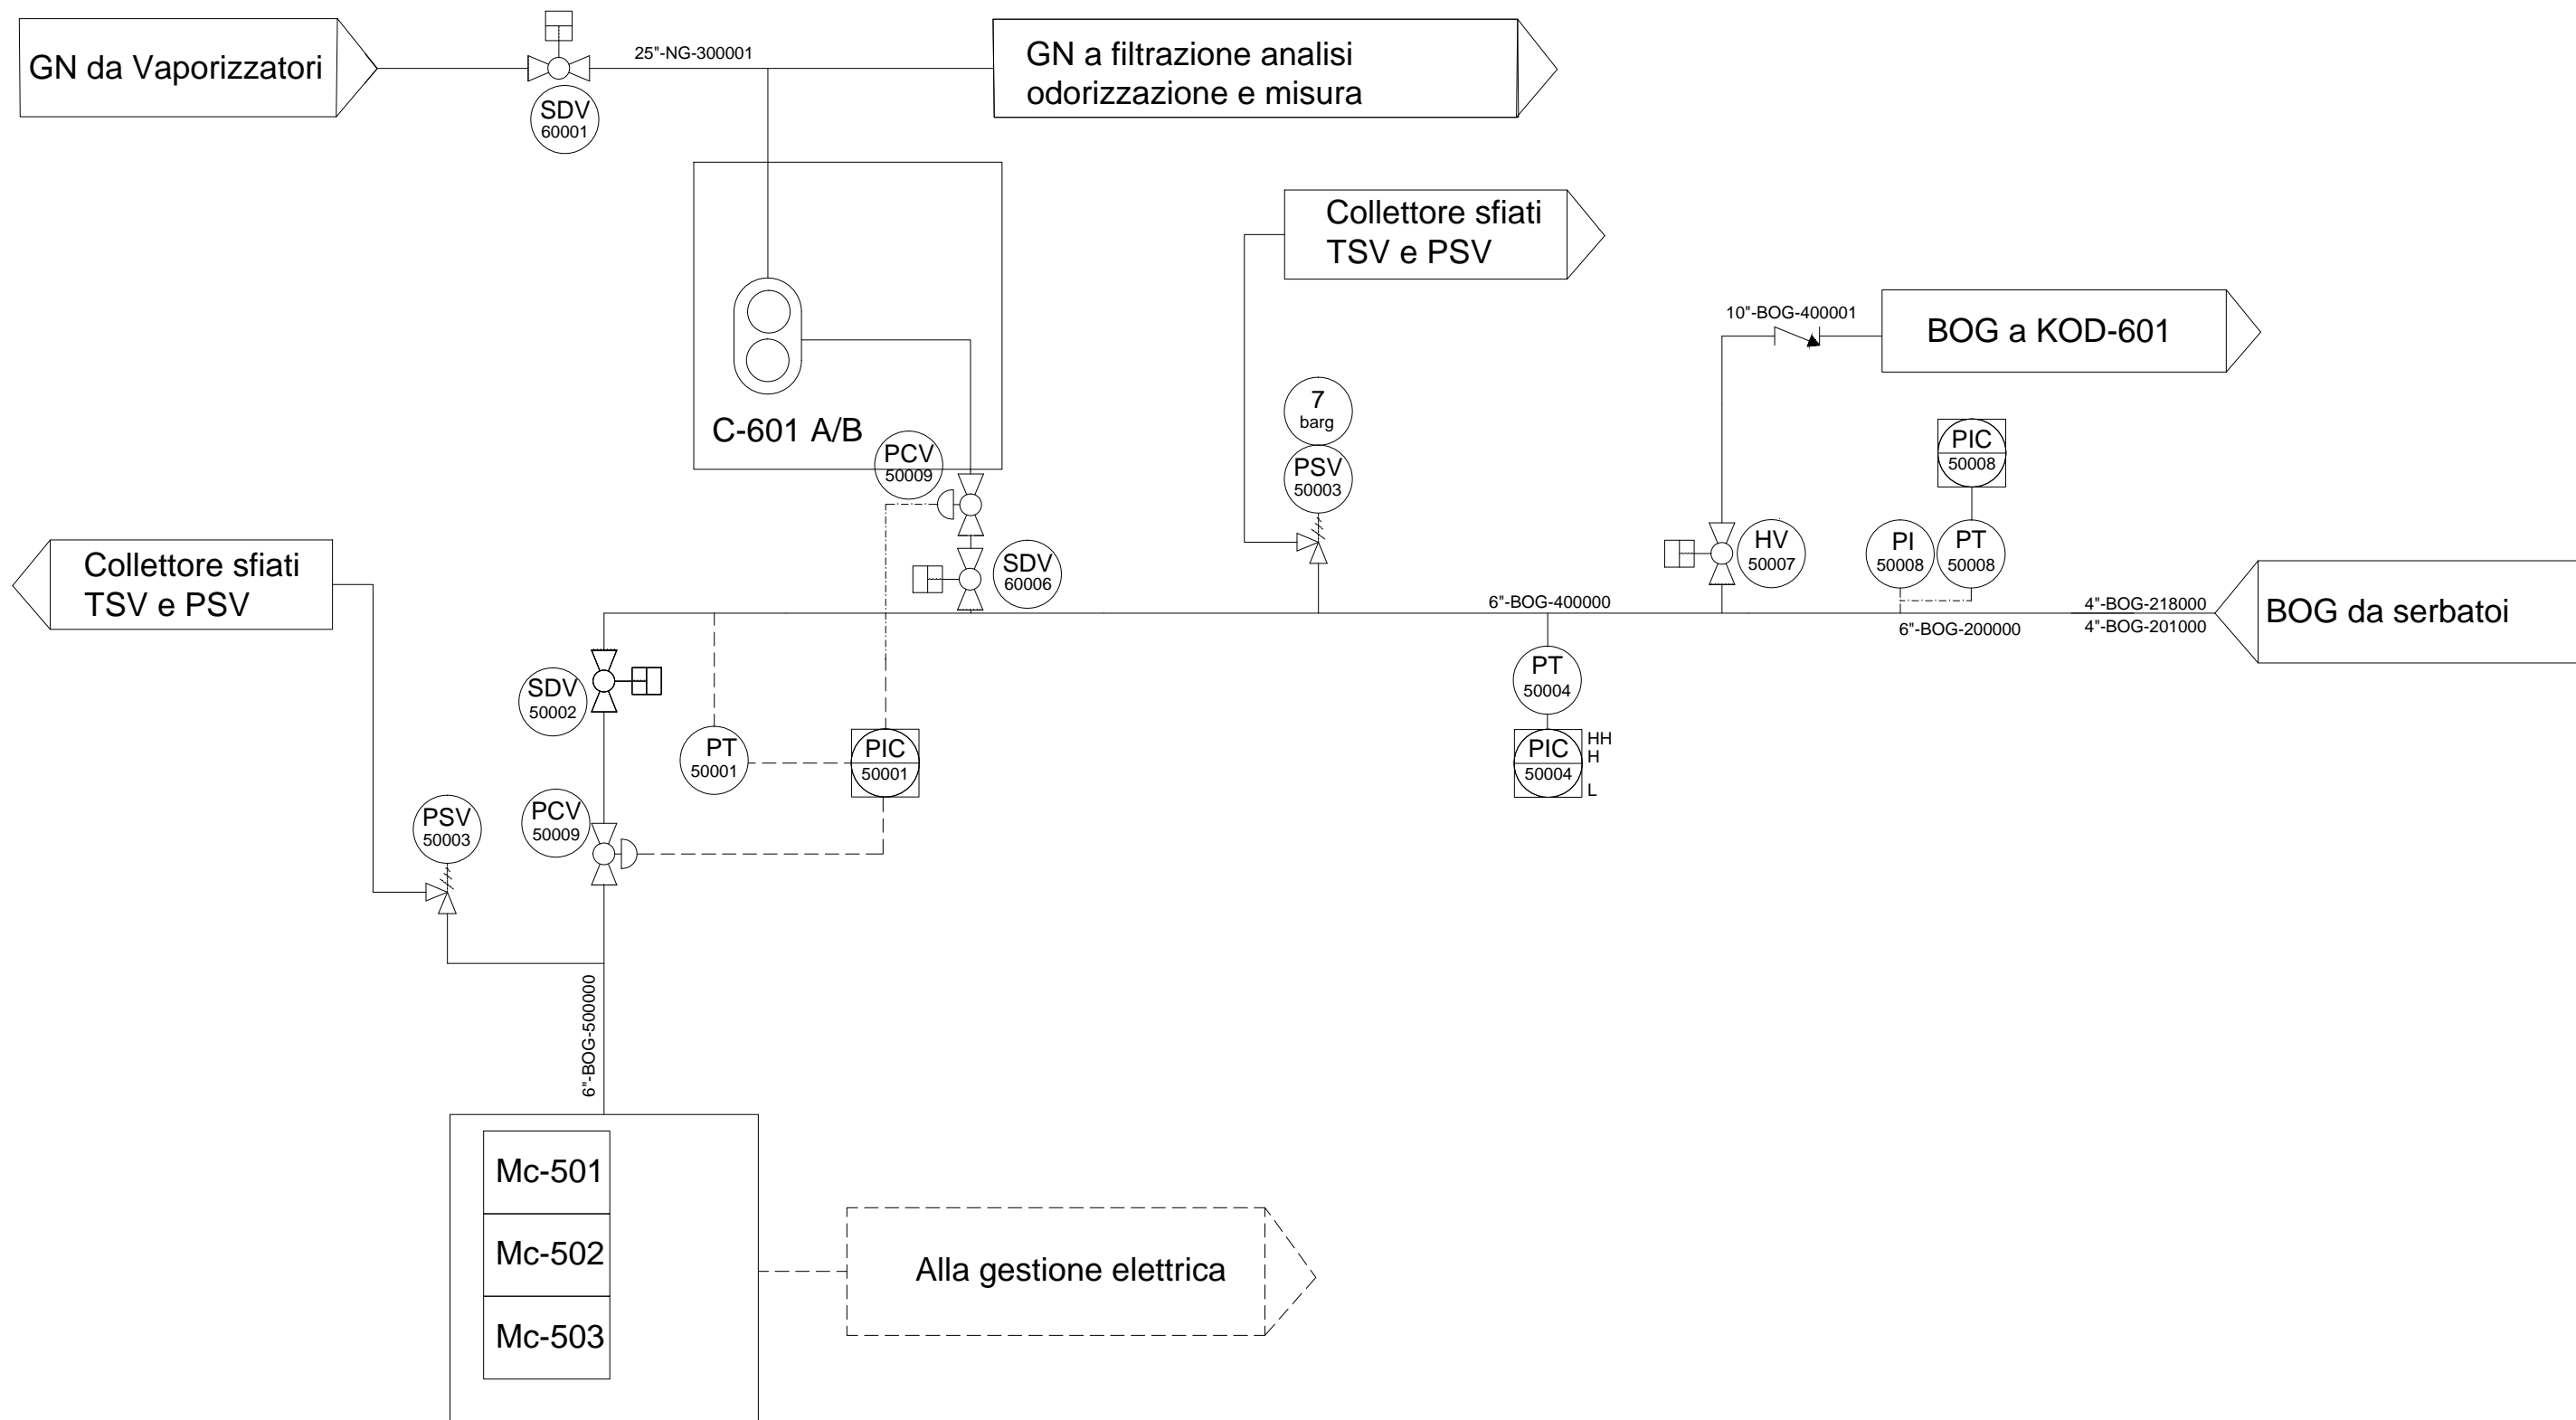 GN da Vaporizzatori
SDV
60001
25"-NG-300001
GN a filtrazione analisi
odorizzazione e misura
C-601 A/B
PCV
50009
SDV
60006
Collettore sfiati
TSV e PSV
7
barg
PSV
50003
10"-BOG-400001
BOG a KOD-601
PIC
50008
HV
50007
PI
50008
PT
50008
Collettore sfiati
TSV e PSV
6"-BOG-400000
6"-BOG-200000
4"-BOG-218000
4"-BOG-201000
BOG da serbatoi
SDV
50002
PT
50001
PIC
50001
PT
50004
PIC
50004
HH
H
L
PSV
50003
PCV
50009
6"-BOG-500000
Mc-501
Mc-502
Mc-503
Alla gestione elettrica